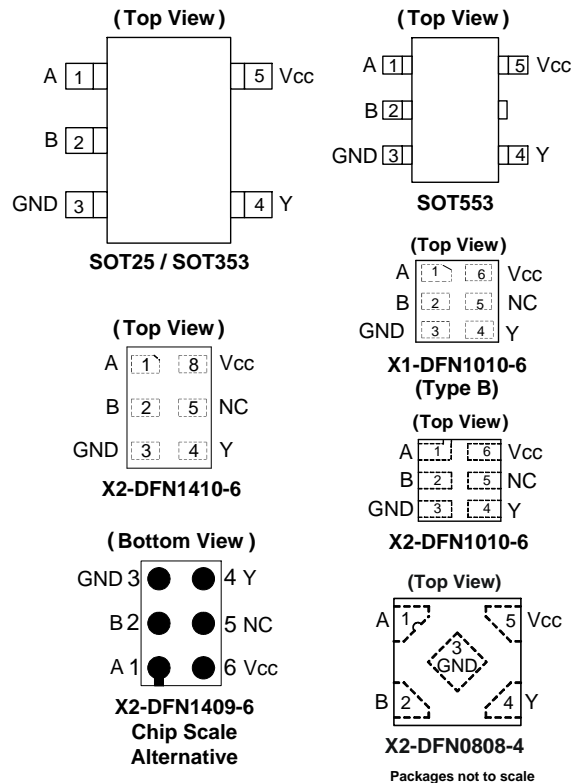 (Top View)
A 1 5 Vcc
B 2
GND 3 4 Y
SOT25 / SOT353
(Top View)
A 1 5 Vcc
B 2
GND 3 4 Y
SOT553
(Top View)
A 1 6 Vcc
B 2 5 NC
GND 3 4 Y
X1-DFN1010-6
(Type B)
(Top View)
A 1 8 Vcc
B 2 5 NC
GND 3 4 Y
X2-DFN1410-6
(Top View)
A 1 6 Vcc
B 2 5 NC
GND 3 4 Y
X2-DFN1010-6
(Bottom View)
GND 3 4 Y
B 2 5 NC
A 1 6 Vcc
X2-DFN1409-6
Chip Scale
Alternative
(Top View)
A 1 5 Vcc
3
GND
B 2 4 Y
X2-DFN0808-4
Packages not to scale